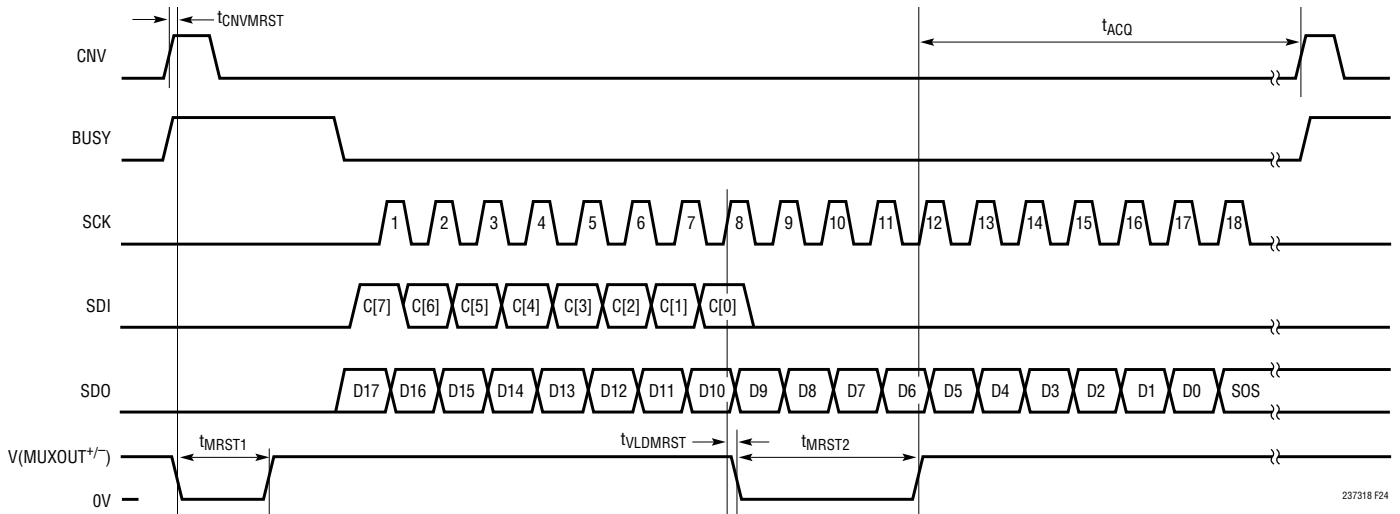 tCNVMRST
tACQ
CNV
BUSY
SCK 1 2 3 4 5 6 7 8 9 10 11 12 13 14 15 16 17 18
SDI C[7] C[6] C[5] C[4] C[3] C[2] C[1] C[0]
SDO D17 D16 D15 D14 D13 D12 D11 D10 D9 D8 D7 D6 D5 D4 D3 D2 D1 D0 SOS
tMRST1 tVLDMRST tMRST2
V(MUXOUT+/–)
0V
237318 F24